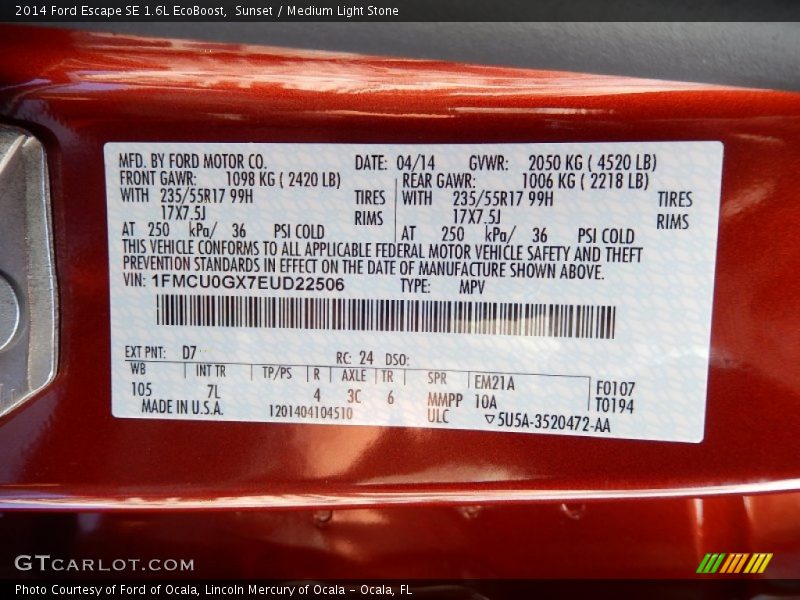 2014 Ford Escape SE 1.6L EcoBoost, Sunset / Medium Light Stone
MFD. BY FORD MOTOR CO. DATE: 04/14 GVWR: 2050 KG ( 4520 LB)
FRONT GAWR: 1098 KG ( 2420 LB) REAR GAWR: 1006 KG ( 2218 LB)
WITH 235/55R17 99H TIRES WITH 235/55R17 99H TIRES
17X7.5J RIMS 17X7.5J RIMS
AT 250 kPa/ 36 PSI COLD AT 250 kPa/ 36 PSI COLD
THIS VEHICLE CONFORMS TO ALL APPLICABLE FEDERAL MOTOR VEHICLE SAFETY AND THEFT
PREVENTION STANDARDS IN EFFECT ON THE DATE OF MANUFACTURE SHOWN ABOVE.
VIN: 1FMCU0GX7EUD22506 TYPE: MPV
EXT PNT: D7 RC: 24 DSO:
WB INT TR TP/PS R AXLE TR SPR EM21A F0107
105 7L 4 3C 6 MMPP 10A T0194
MADE IN U.S.A. 1201404104510 ULC ▽5U5A-3520472-AA
GTCARLOT.COM
Photo Courtesy of Ford of Ocala, Lincoln Mercury of Ocala – Ocala, FL